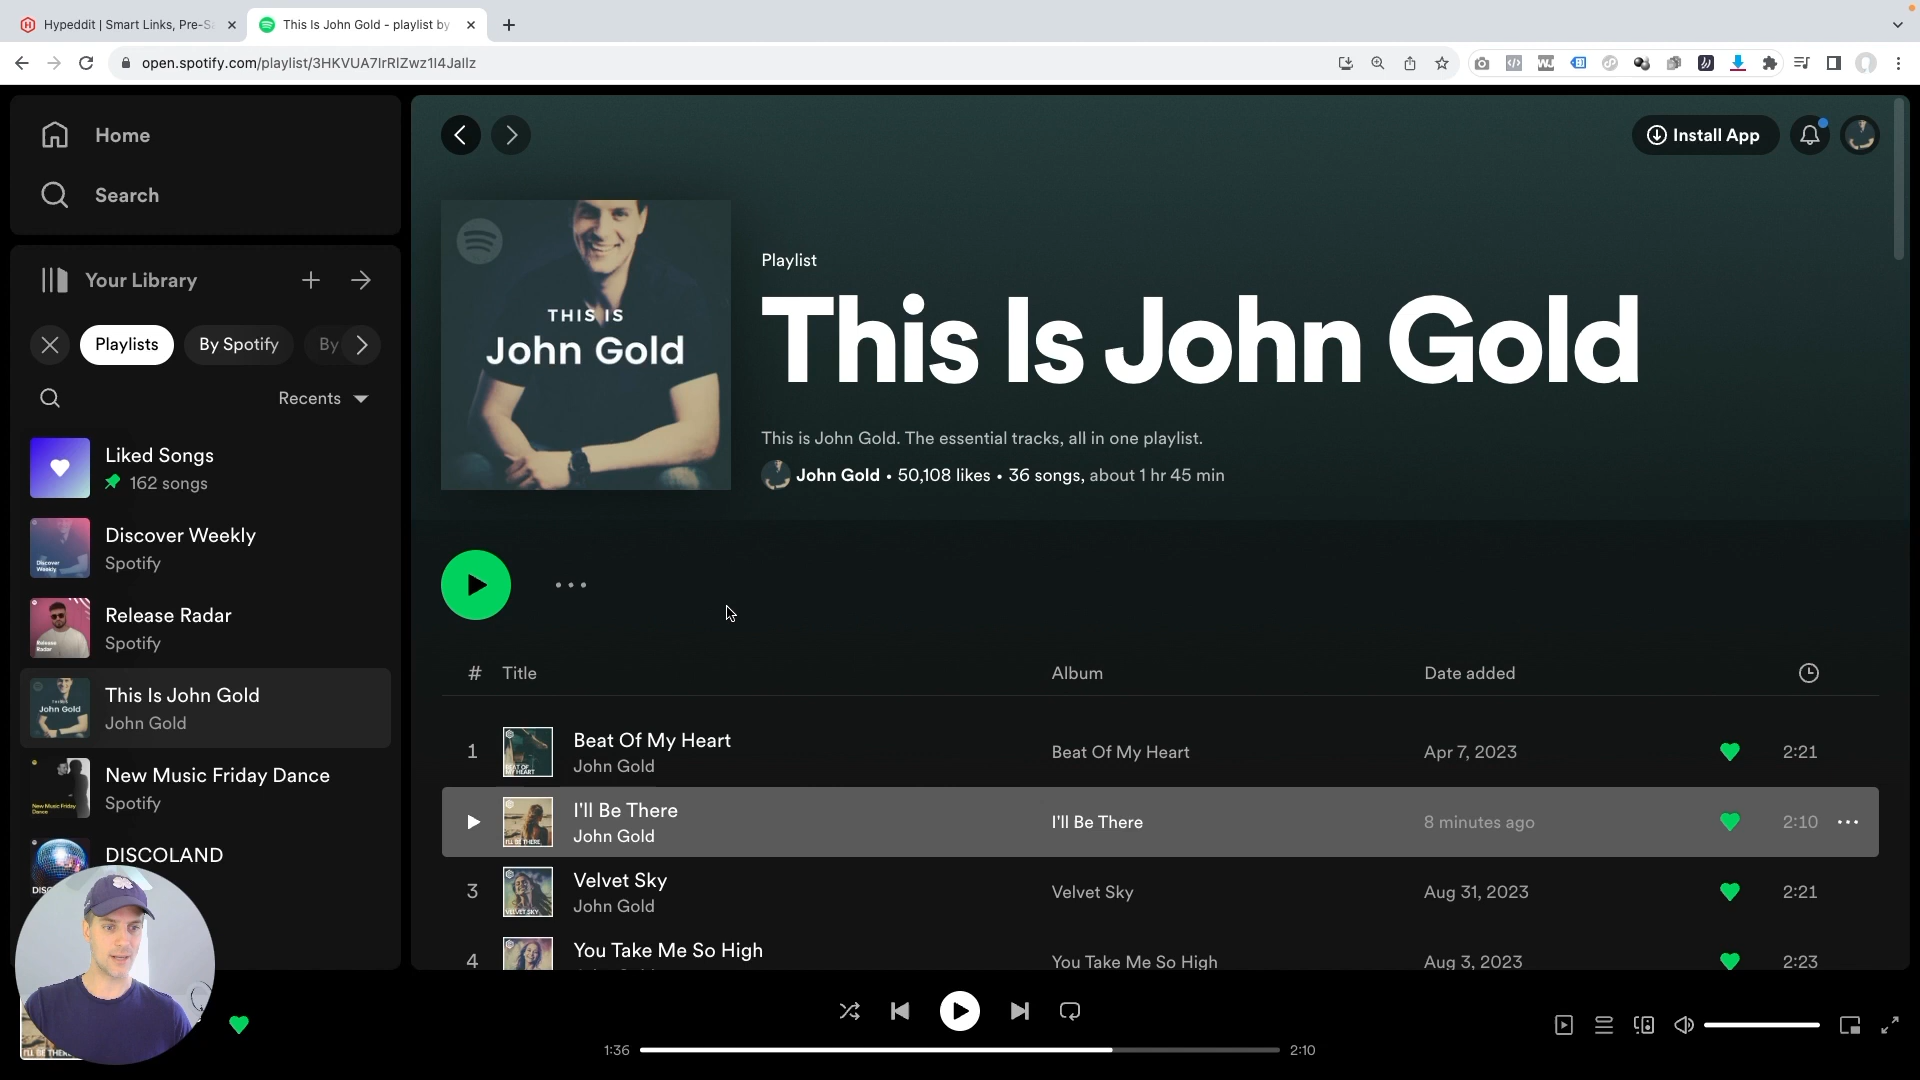 Hypeddit | Smart Links, Pre-Sa
This Is John Gold - playlist by
open.spotify.com/playlist/3HKVUA7IrRIZwz1I4JaIIz
Home
Search
Your Library
Playlists
By Spotify
By
Recents
Liked Songs
162 songs
Discover Weekly
Spotify
Release Radar
Spotify
This Is John Gold
John Gold
New Music Friday Dance
Spotify
DISCOLAND
Install App
THIS IS
John Gold
Playlist
This Is John Gold
This is John Gold. The essential tracks, all in one playlist.
John Gold • 50,108 likes • 36 songs, about 1 hr 45 min
# Title Album Date added
1 Beat Of My Heart Beat Of My Heart Apr 7, 2023 2:21
John Gold
I'll Be There I'll Be There 8 minutes ago 2:10
John Gold
3 Velvet Sky Velvet Sky Aug 31, 2023 2:21
John Gold
4 You Take Me So High You Take Me So High Aug 3, 2023 2:23
1:36
2:10